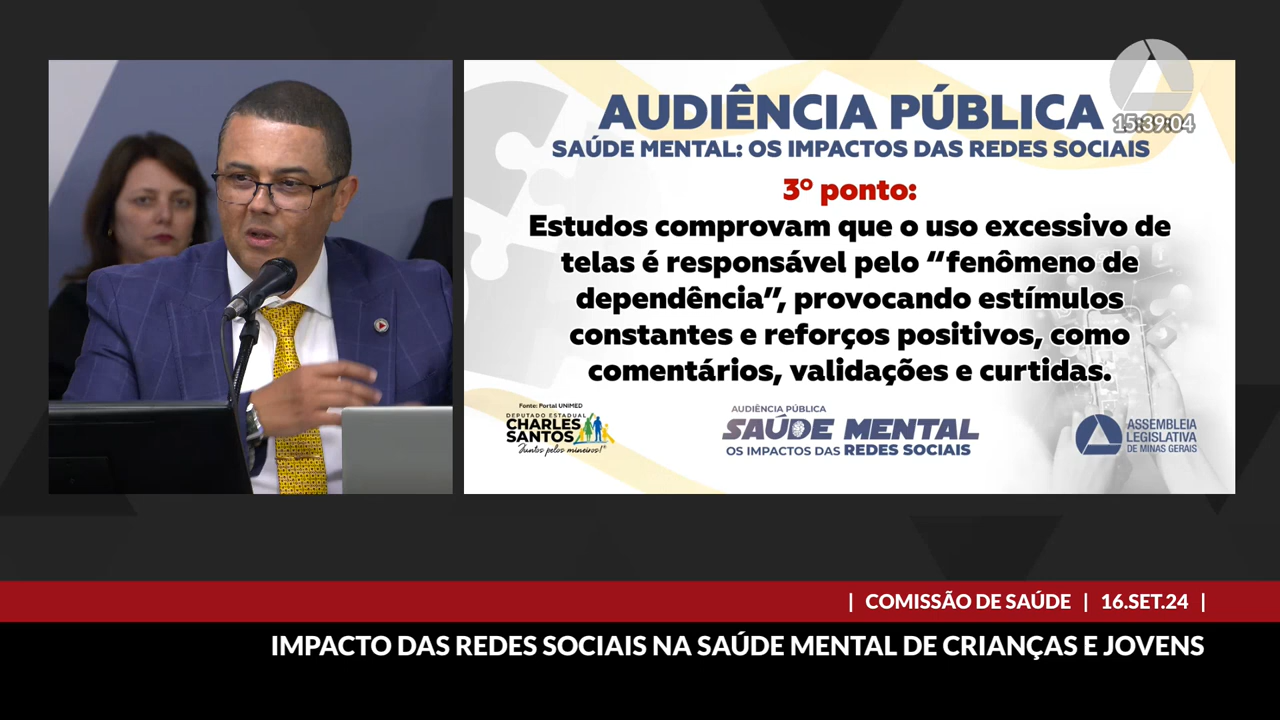 AUDIÊNCIA PÚBLICA
15:39:04
SAÚDE MENTAL: OS IMPACTOS DAS REDES SOCIAIS
3º ponto:
Estudos comprovam que o uso excessivo de
telas é responsável pelo “fenômeno de
dependência”, provocando estímulos
constantes e reforços positivos, como
comentários, validações e curtidas.
Fonte: Portal UNIMED
DEPUTADO ESTADUAL
CHARLES
SANTOS
Juntos pelos mineiros!
AUDIÊNCIA PÚBLICA
SAÚDE MENTAL
OS IMPACTOS DAS REDES SOCIAIS
ASSEMBLEIA
LEGISLATIVA
DE MINAS GERAIS
| COMISSÃO DE SAÚDE | 16.SET.24 |
IMPACTO DAS REDES SOCIAIS NA SAÚDE MENTAL DE CRIANÇAS E JOVENS